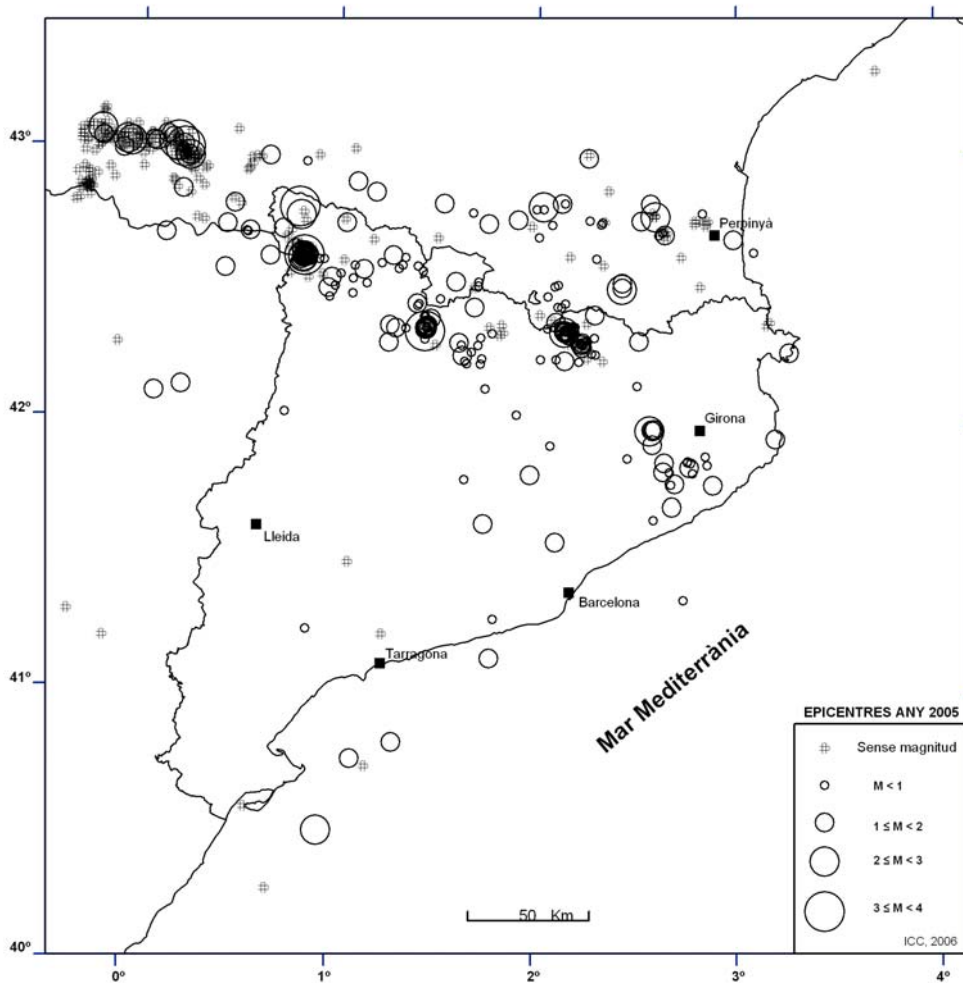 43º
42º
41º
40º
0º
1º
2º
3º
4º
Perpinyà
Girona
Lleida
Barcelona
Tarragona
Mar Mediterrània
50 Km
EPICENTRES ANY 2005
Sense magnitud
M < 1
1 ≤ M < 2
2 ≤ M < 3
3 ≤ M < 4
ICC, 2006